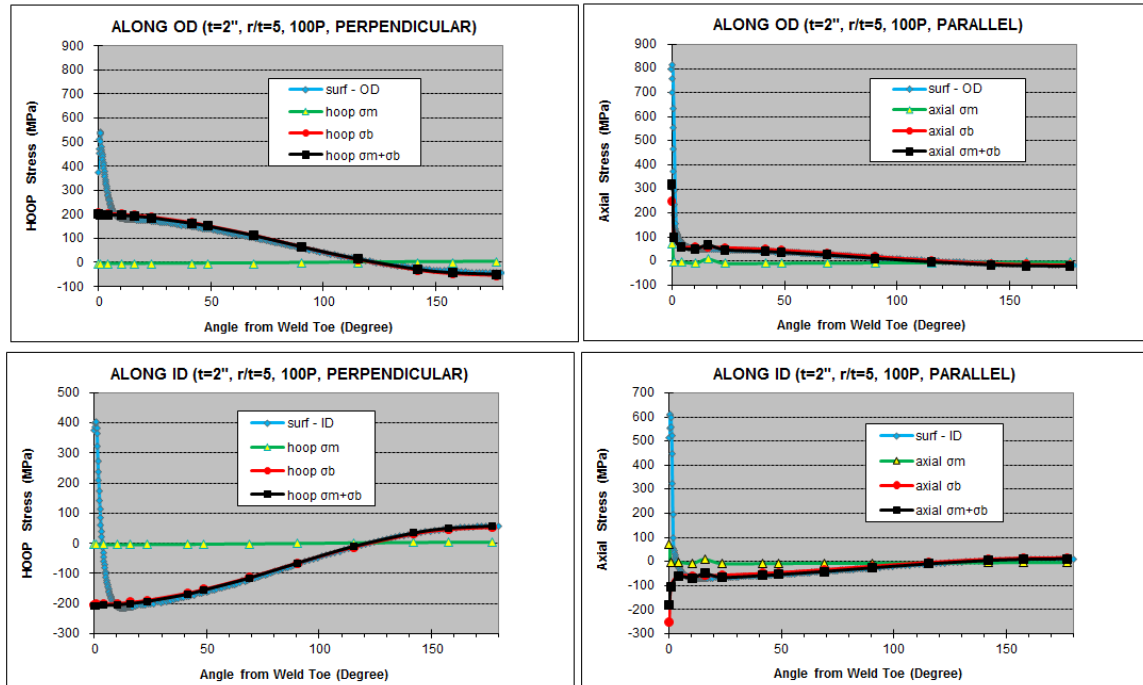 ALONG OD (t=2", r/t=5, 100P, PERPENDICULAR)
900
800
700
600
500
400
300
200
100
0
-100
HOOP Stress (MPa)
surf - OD
hoop σm
hoop σb
hoop σm+σb
0
50
100
150
Angle from Weld Toe (Degree)
ALONG OD (t=2", r/t=5, 100P, PARALLEL)
900
800
700
600
500
400
300
200
100
0
-100
Axial Stress (MPa)
surf - OD
axial σm
axial σb
axial σm+σb
0
50
100
150
Angle from Weld Toe (Degree)
ALONG ID (t=2", r/t=5, 100P, PERPENDICULAR)
500
400
300
200
100
0
-100
-200
-300
HOOP Stress (MPa)
surf - ID
hoop σm
hoop σb
hoop σm+σb
0
50
100
150
Angle from Weld Toe (Degree)
ALONG ID (t=2", r/t=5, 100P, PARALLEL)
700
600
500
400
300
200
100
0
-100
-200
-300
Axial Stress (MPa)
surf - ID
axial σm
axial σb
axial σm+σb
0
50
100
150
Angle from Weld Toe (Degree)